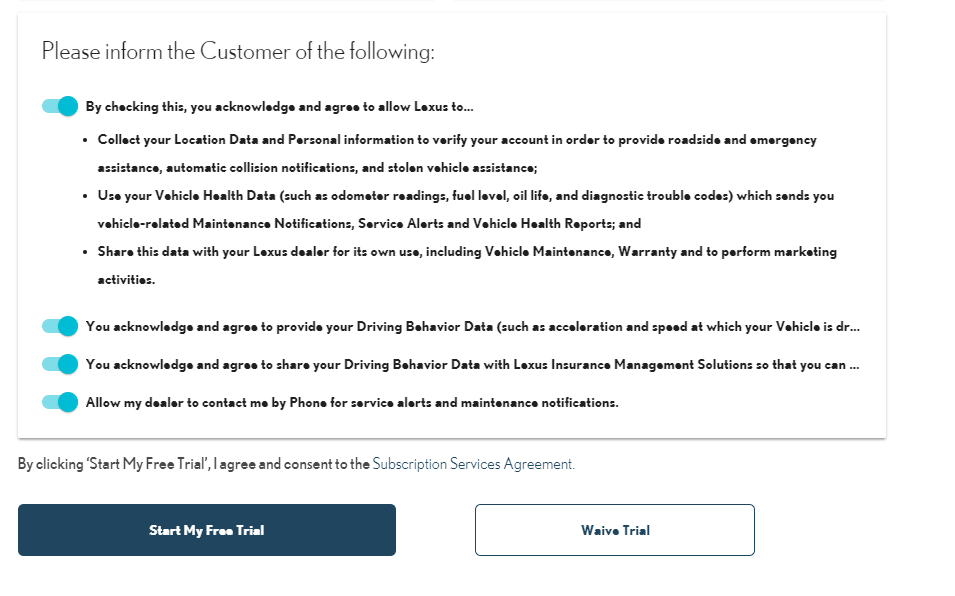 Please inform the Customer of the following:
By checking this, you acknowledge and agree to allow Lexus to...
• Collect your Location Data and Personal information to verify your account in order to provide roadside and emergency
assistance, automatic collision notifications, and stolen vehicle assistance;
• Use your Vehicle Health Data (such as odometer readings, fuel level, oil life, and diagnostic trouble codes) which sends you
vehicle-related Maintenance Notifications, Service Alerts and Vehicle Health Reports; and
• Share this data with your Lexus dealer for its own use, including Vehicle Maintenance, Warranty and to perform marketing
activities.
You acknowledge and agree to provide your Driving Behavior Data (such as acceleration and speed at which your Vehicle is dr...
You acknowledge and agree to share your Driving Behavior Data with Lexus Insurance Management Solutions so that you can ...
Allow my dealer to contact me by Phone for service alerts and maintenance notifications.
By clicking ‘Start My Free Trial’, I agree and consent to the Subscription Services Agreement.
Start My Free Trial
Waive Trial